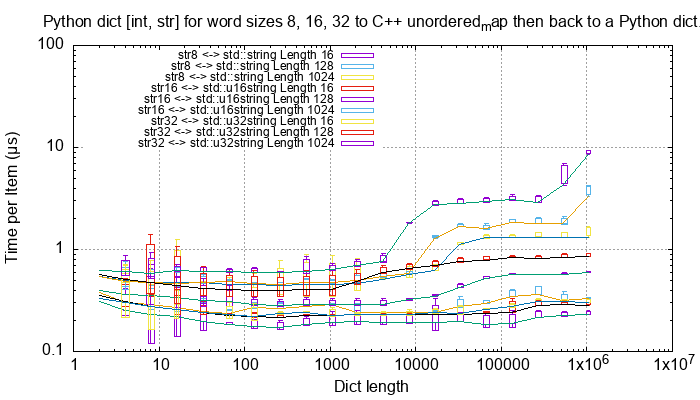 Python dict [int, str] for word sizes 8, 16, 32 to C++ unordered_map then back to a Python dict.
100
10
1
0.1
Time per Item (µs)
str8 <-> std::string Length 16
str8 <-> std::string Length 128
str8 <-> std::string Length 1024
str16 <-> std::u16string Length 16
str16 <-> std::u16string Length 128
str16 <-> std::u16string Length 1024
str32 <-> std::u32string Length 16
str32 <-> std::u32string Length 128
str32 <-> std::u32string Length 1024
1 10 100 1000 10000 100000 1x10⁶ 1x10⁷
Dict length